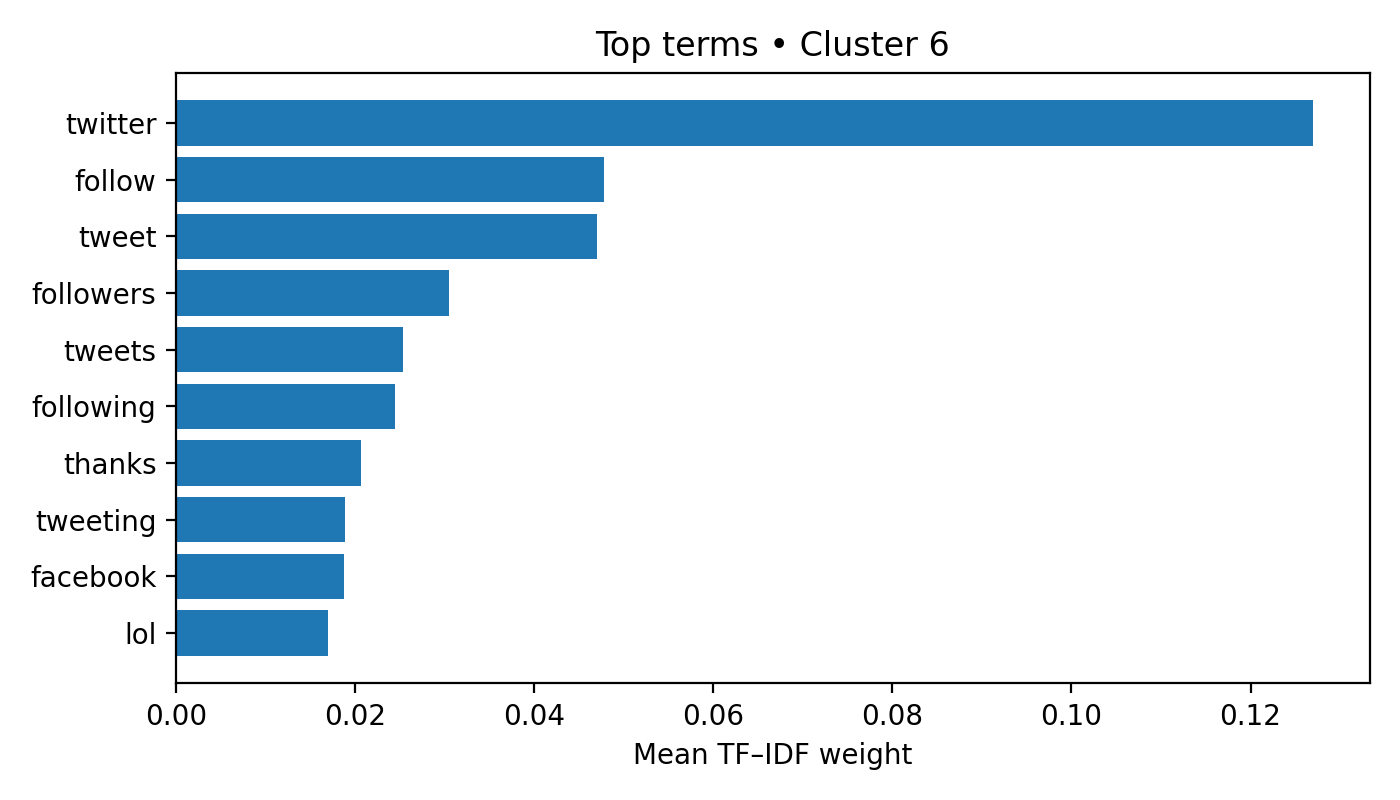 Top terms • Cluster 6
twitter
follow
tweet
followers
tweets
following
thanks
tweeting
facebook
lol
0.00 0.02 0.04 0.06 0.08 0.10 0.12
Mean TF–IDF weight